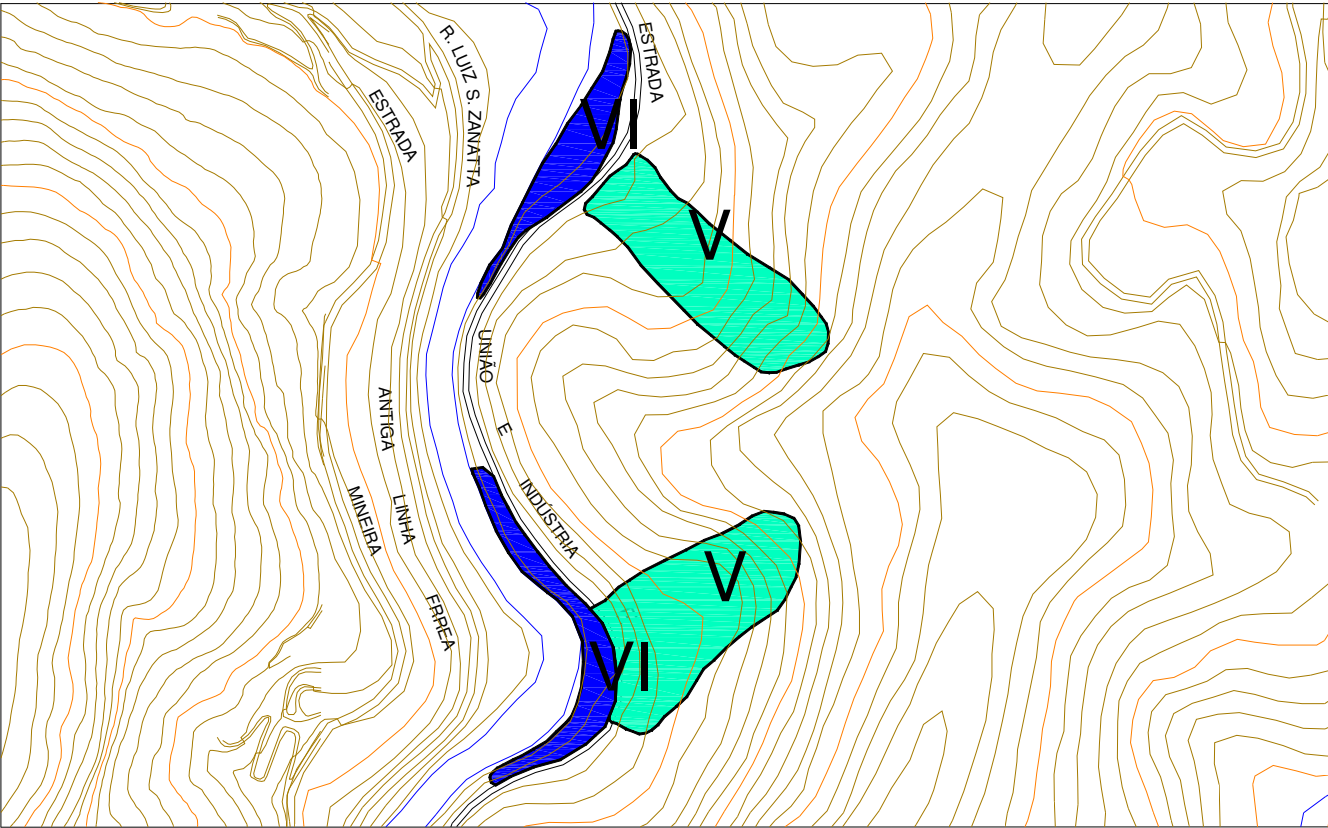 ESTRADA
R. LUIZ S. ZANATTA
ESTRADA
VI
V
UNIÃO
E
INDÚSTRIA
ANTIGA
LINHA
MINEIRA
FRREA
V
VI